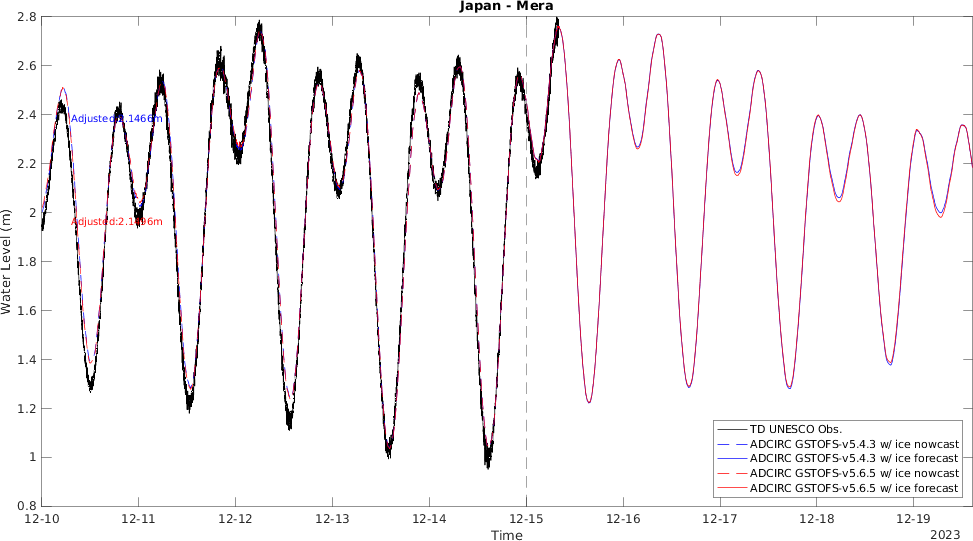 Japan - Mera
2.8
2.6
2.4
2.2
2
1.8
1.6
1.4
1.2
1
0.8
Water Level (m)
Adjusted:2.1466m
Adjusted:2.1496m
TD UNESCO Obs.
ADCIRC GSTOFS-v5.4.3 w/ ice nowcast
ADCIRC GSTOFS-v5.4.3 w/ ice forecast
ADCIRC GSTOFS-v5.6.5 w/ ice nowcast
ADCIRC GSTOFS-v5.6.5 w/ ice forecast
12-10 12-11 12-12 12-13 12-14 12-15 12-16 12-17 12-18 12-19
Time
2023